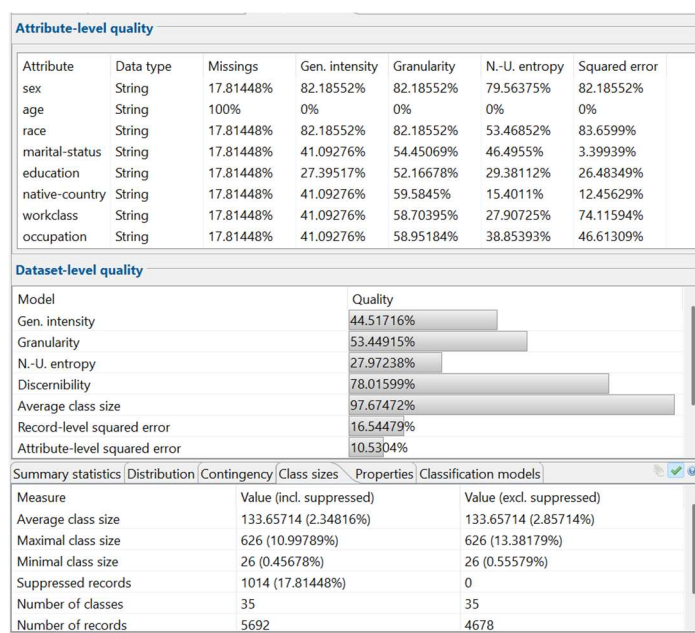 Attribute-level quality
Attribute Data type Missings Gen. intensity Granularity N.-U. entropy Squared error
sex String 17.81448% 82.18552% 82.18552% 79.56375% 82.18552%
age String 100% 0% 0% 0% 0%
race String 17.81448% 82.18552% 82.18552% 53.46852% 83.6599%
marital-status String 17.81448% 41.09276% 54.45069% 46.4955% 3.39939%
education String 17.81448% 27.39517% 52.16678% 29.38112% 26.48349%
native-country String 17.81448% 41.09276% 59.5845% 15.4011% 12.45629%
workclass String 17.81448% 41.09276% 58.70395% 27.90725% 74.11594%
occupation String 17.81448% 41.09276% 58.95184% 38.85393% 46.61309%
Dataset-level quality
Model Quality
Gen. intensity 44.51716%
Granularity 53.44915%
N.-U. entropy 27.97238%
Discernibility 78.01599%
Average class size 97.67472%
Record-level squared error 16.54479%
Attribute-level squared error 10.5304%
Summary statistics Distribution Contingency Class sizes Properties Classification models
Measure Value (incl. suppressed) Value (excl. suppressed)
Average class size 133.65714 (2.34816%) 133.65714 (2.85714%)
Maximal class size 626 (10.99789%) 626 (13.38179%)
Minimal class size 26 (0.45678%) 26 (0.55579%)
Suppressed records 1014 (17.81448%) 0
Number of classes 35 35
Number of records 5692 4678